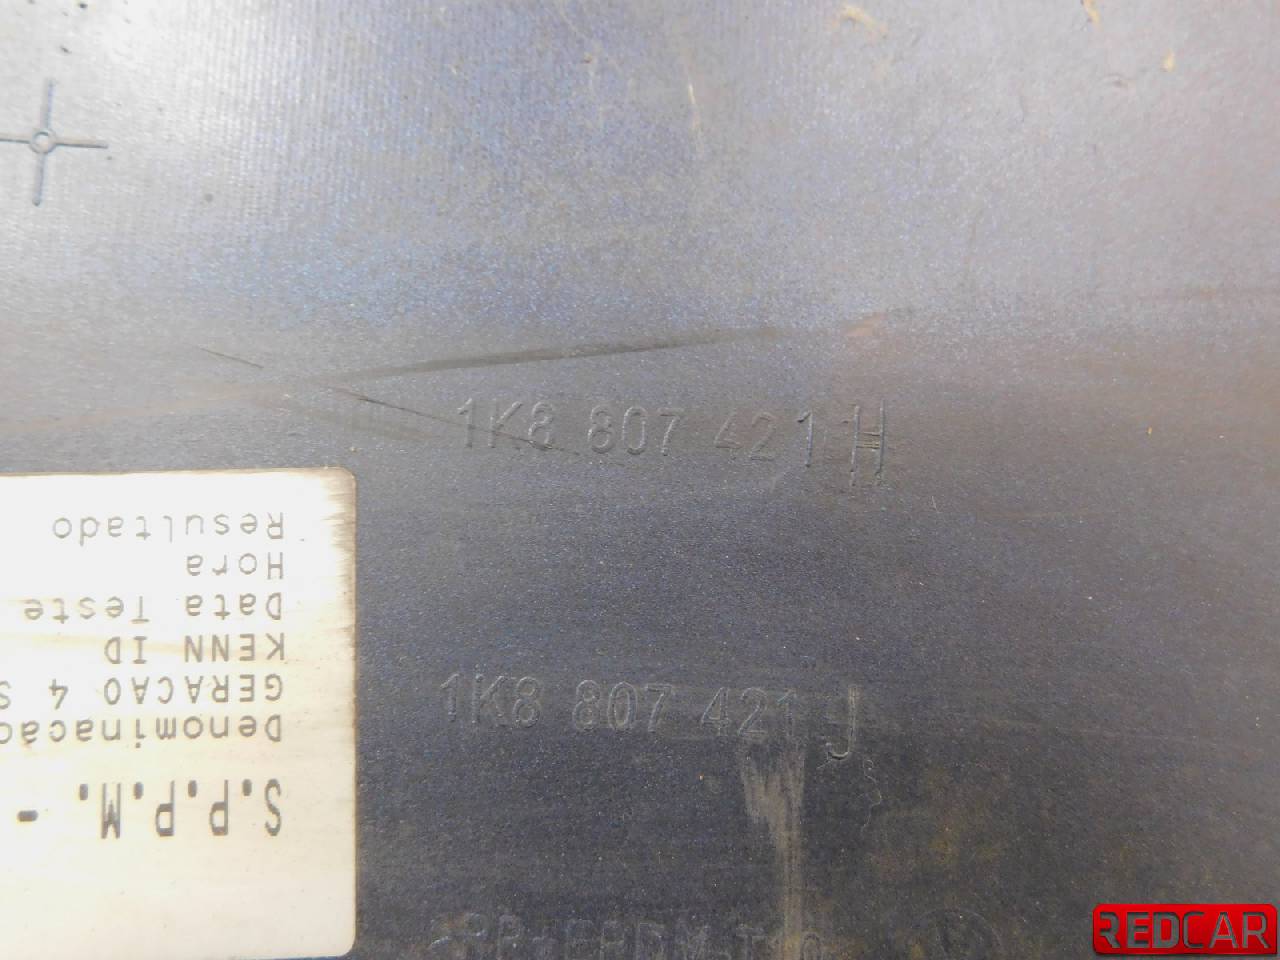 1K8 807 421 H
1K8 807 421 J
S.P.P.M. -
Denominacão
GERACAO 4 S
KENN ID
Data Teste
Hora
Resultado
REDCAR